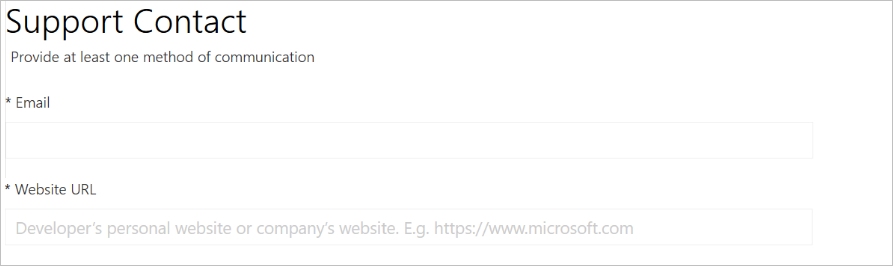 Support Contact
Provide at least one method of communication
* Email
* Website URL
Developer's personal website or company's website. E.g. https://www.microsoft.com